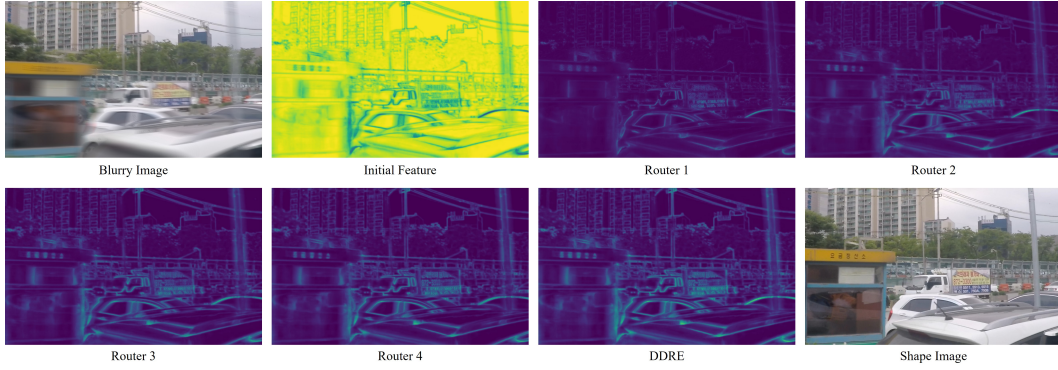 Blurry Image
Initial Feature
Router 1
Router 2
Router 3
Router 4
DDRE
Shape Image